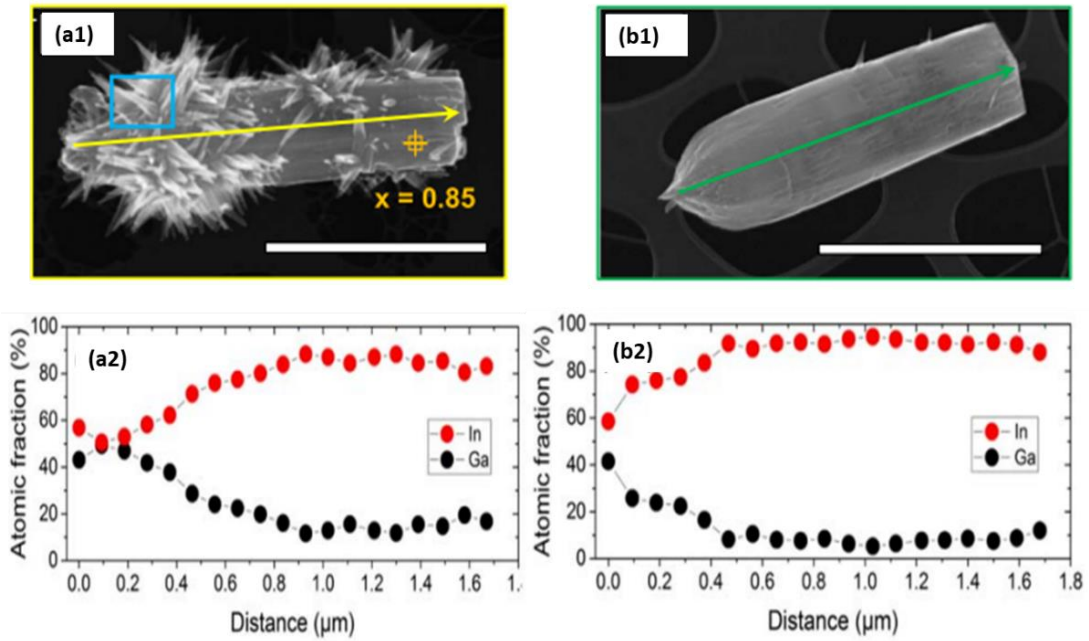 (a1)
x = 0.85
(b1)
100
80
60
40
20
0
Atomic fraction (%)
(a2)
In
Ga
0.0 0.2 0.4 0.6 0.8 1.0 1.2 1.4 1.6 1.
Distance (μm)
100
80
60
40
20
0
Atomic fraction (%)
(b2)
In
Ga
0.0 0.2 0.4 0.6 0.8 1.0 1.2 1.4 1.6 1.8
Distance (μm)